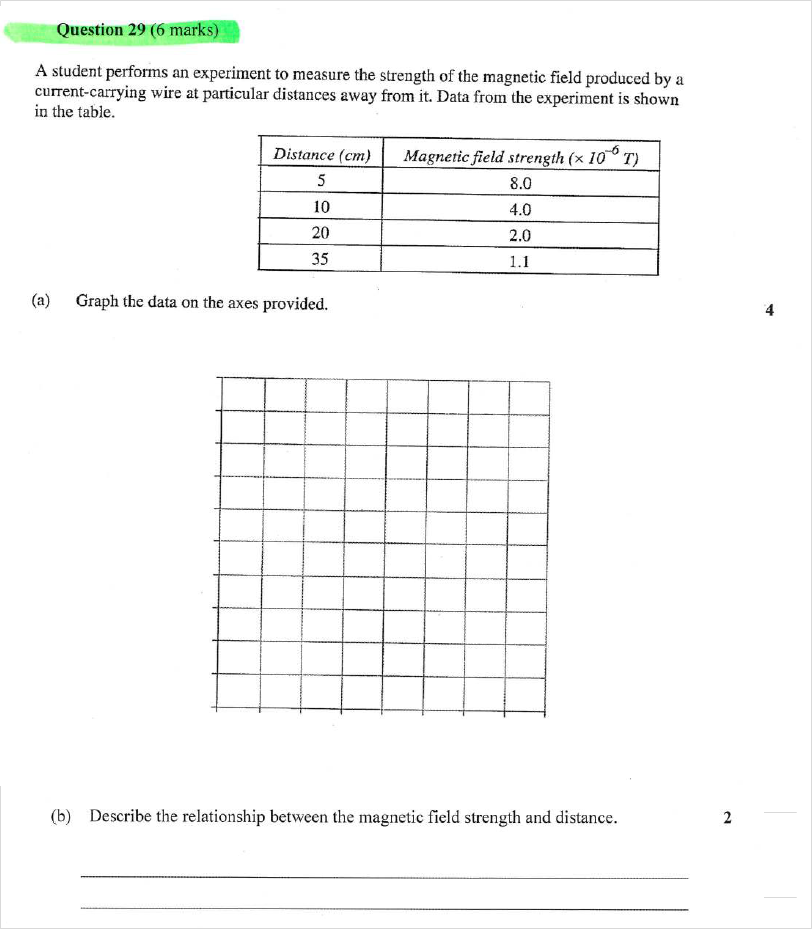 Question 29 (6 marks)
A student performs an experiment to measure the strength of the magnetic field produced by a
current-carrying wire at particular distances away from it. Data from the experiment is shown
in the table.
Distance (cm) Magnetic field strength (× 10⁻⁶ T)
5 8.0
10 4.0
20 2.0
35 1.1
(a) Graph the data on the axes provided. 4
(b) Describe the relationship between the magnetic field strength and distance. 2